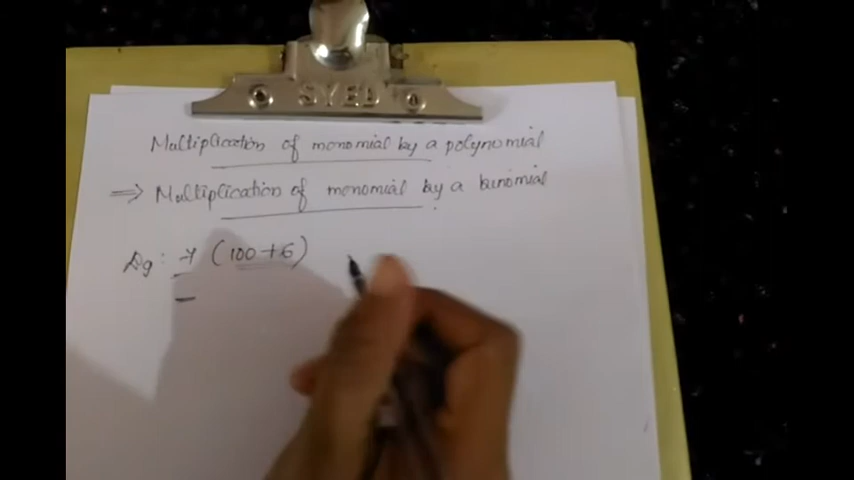 SYED
Multiplication of monomial by a polynomial
⇒ Multiplication of monomial by a binomial
Eg: 7 (100+6)